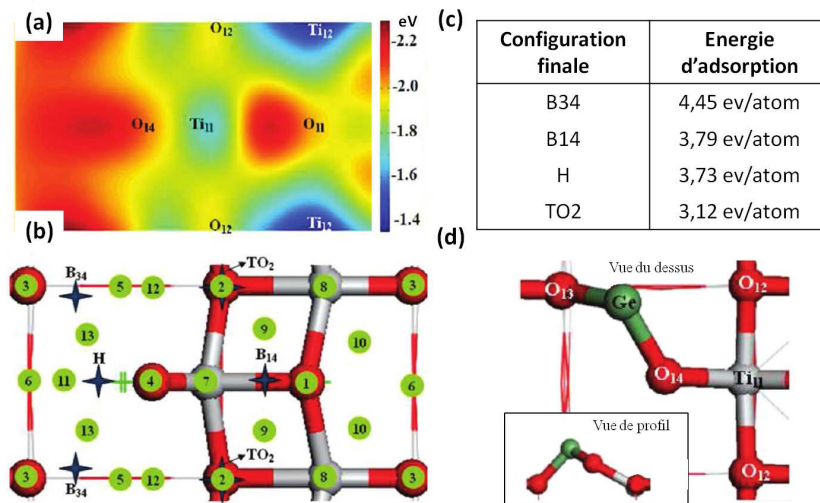 (a)
O12
Ti12
eV
-2.2
-2.0
-1.8
-1.6
-1.4
O14
Ti11
O11
O12
Ti12
(c)
Configuration finale
Energie d’adsorption
B34
4,45 ev/atom
B14
3,79 ev/atom
H
3,73 ev/atom
TO2
3,12 ev/atom
(b)
TO2
3
B34
5
12
2
8
3
13
9
10
6
11
H
4
7
B14
1
6
13
9
10
3
B34
5
12
TO2
2
8
3
(d)
Vue du dessus
O13
Ge
O12
O14
Ti11
Vue de profil
O12